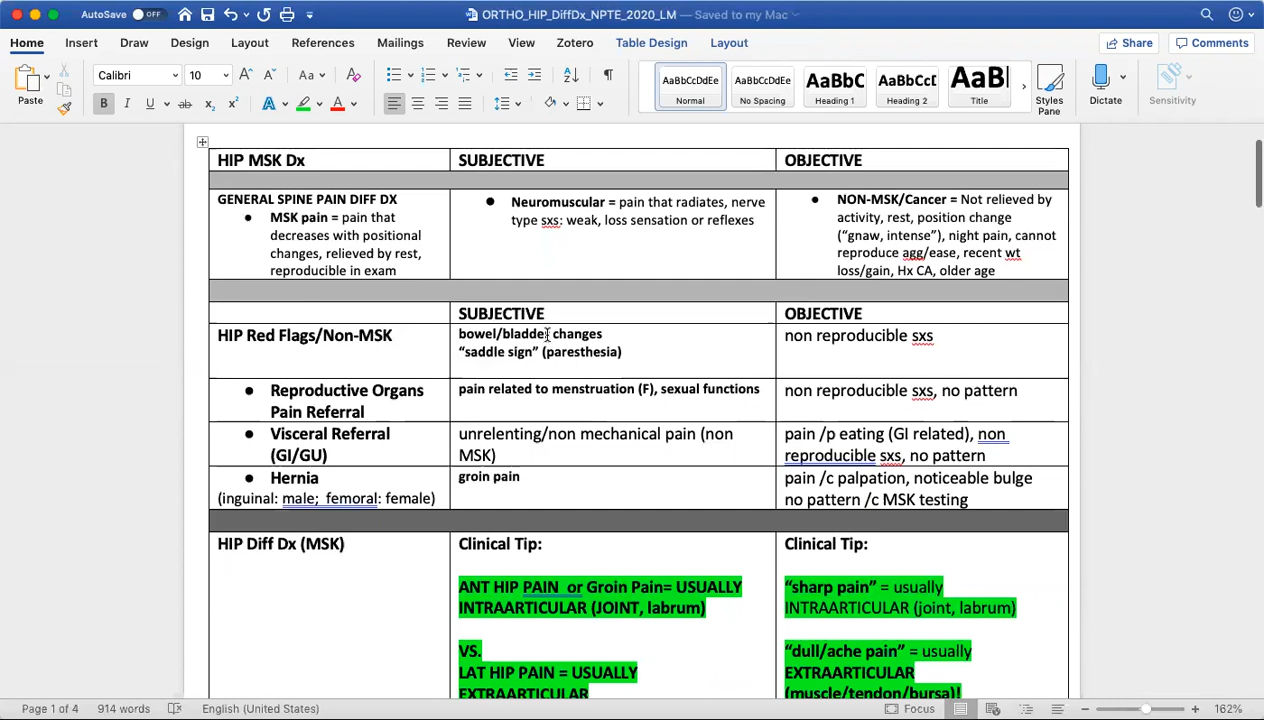 AutoSave OFF
ORTHO_HIP_DiffDx_NPTE_2020_LM — Saved to my Mac
Home Insert Draw Design Layout References Mailings Review View Zotero Table Design Layout Share Comments
Paste
Calibri 10
B I U ab
AaBbCcDdEe AaBbCcDdEe AaBbC AaBbCcE AaB
Normal No Spacing Heading 1 Heading 2 Title
Styles Pane
Dictate
Sensitivity
HIP MSK Dx SUBJECTIVE OBJECTIVE
GENERAL SPINE PAIN DIFF DX
● MSK pain = pain that
decreases with positional
changes, relieved by rest,
reproducible in exam
● Neuromuscular = pain that radiates, nerve
type sxs: weak, loss sensation or reflexes
● NON-MSK/Cancer = Not relieved by
activity, rest, position change
(“gnaw, intense”), night pain, cannot
reproduce agg/ease, recent wt
loss/gain, Hx CA, older age
SUBJECTIVE OBJECTIVE
HIP Red Flags/Non-MSK
bowel/bladder changes
“saddle sign” (paresthesia)
non reproducible sxs
● Reproductive Organs
Pain Referral
pain related to menstruation (F), sexual functions
non reproducible sxs, no pattern
● Visceral Referral
(GI/GU)
unrelenting/non mechanical pain (non
MSK)
pain /p eating (GI related), non
reproducible sxs, no pattern
● Hernia
(inguinal: male; femoral: female)
groin pain
pain /c palpation, noticeable bulge
no pattern /c MSK testing
HIP Diff Dx (MSK)
Clinical Tip:
ANT HIP PAIN or Groin Pain= USUALLY
INTRAARTICULAR (JOINT, labrum)
VS.
LAT HIP PAIN = USUALLY
EXTRAARTICULAR
Clinical Tip:
“sharp pain” = usually
INTRAARTICULAR (joint, labrum)
“dull/ache pain” = usually
EXTRAARTICULAR
(muscle/tendon/bursa)!
Page 1 of 4 914 words English (United States) Focus 162%